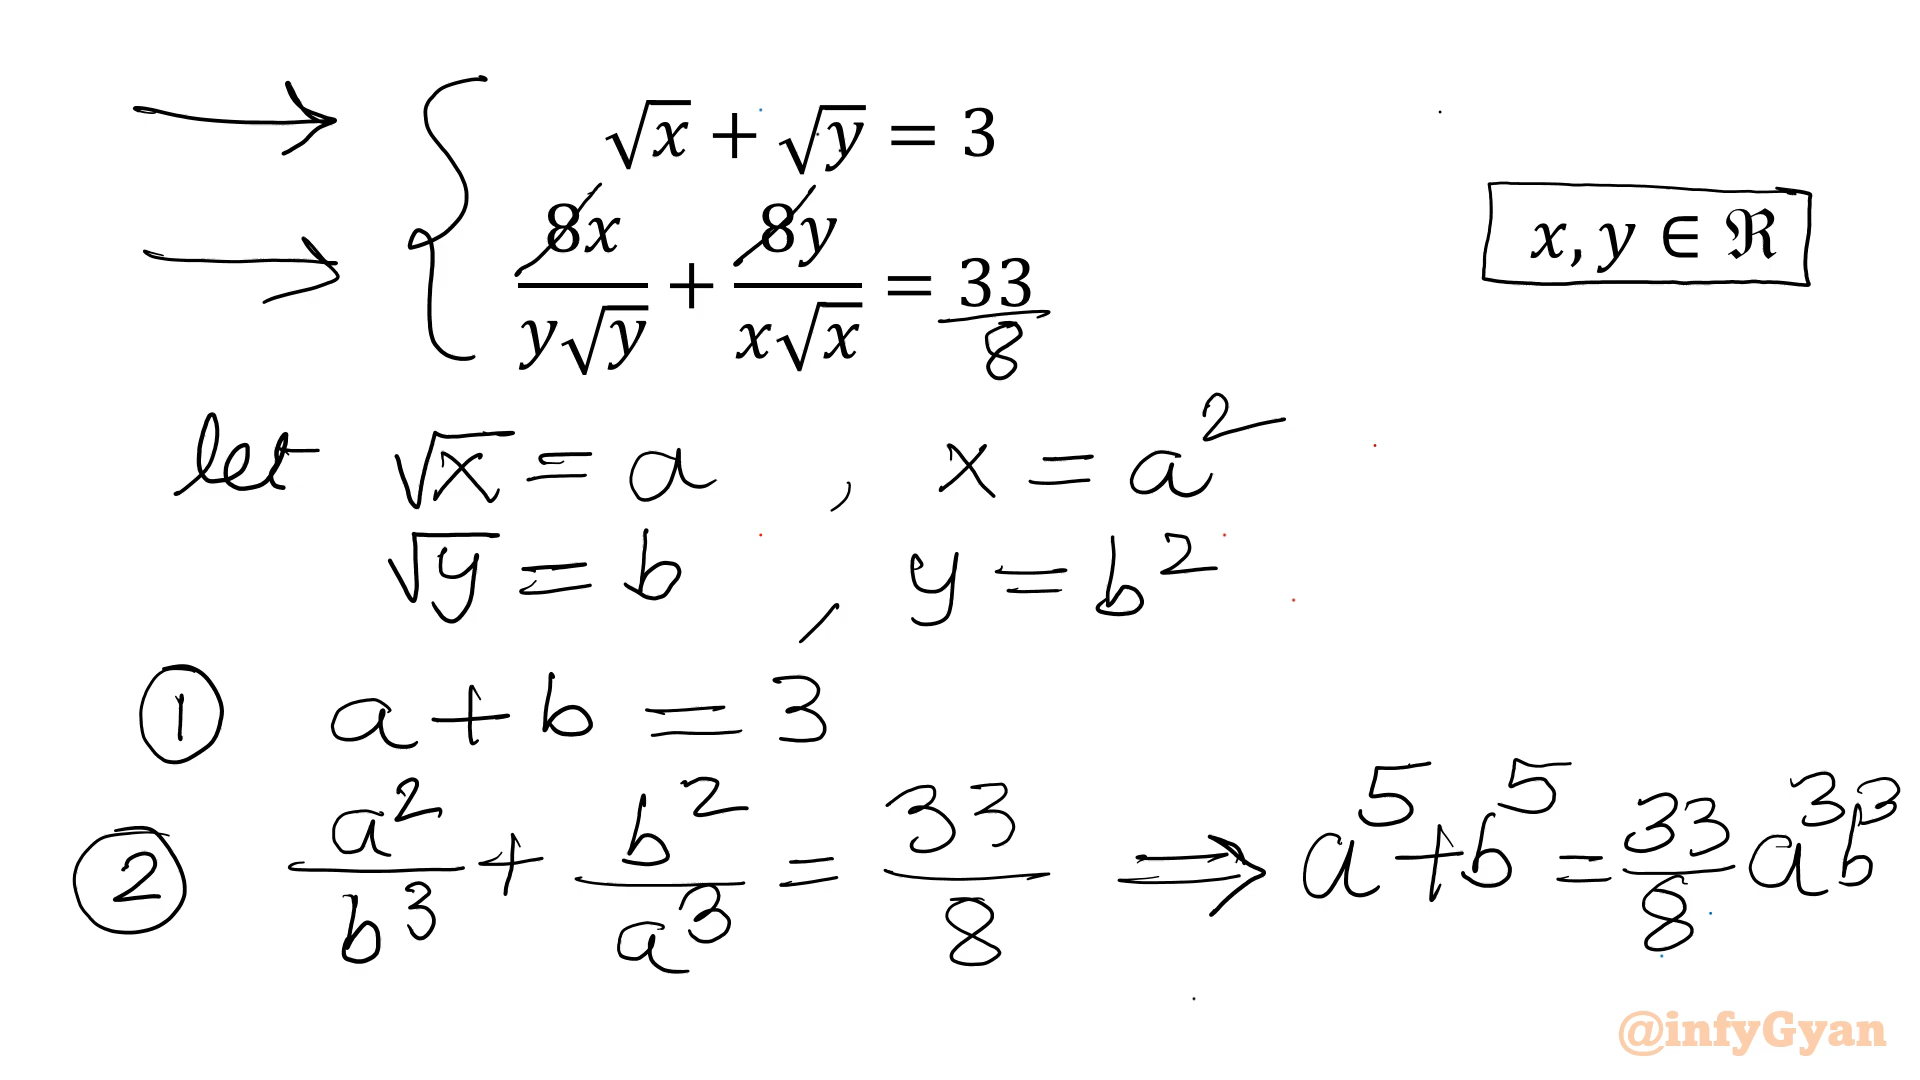 √x + √y = 3
8x/(y√y) + 8y/(x√x) = 33/8
x, y ∈ ℜ
let √x = a , x = a²
√y = b , y = b²
① a + b = 3
② a²/b³ + b²/a³ = 33/8 ⇒ a⁵ + b⁵ = 33/8 a³b³
@infyGyan